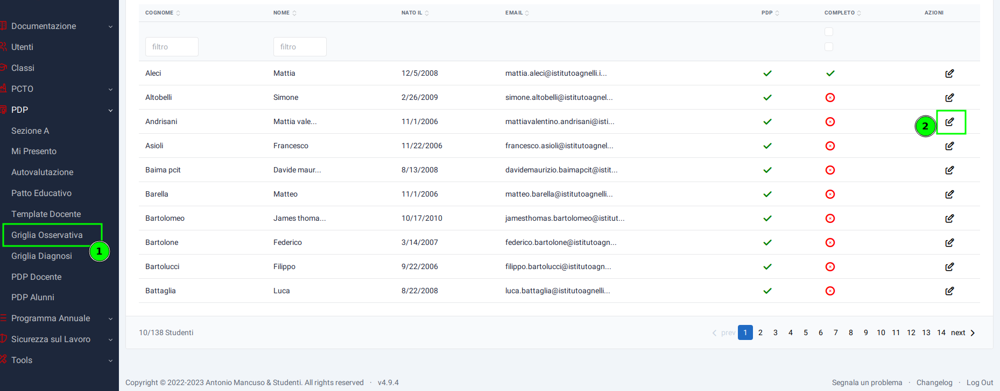 Documentazione
Utenti
Classi
PCTO
PDP
Sezione A
Mi Presento
Autovalutazione
Patto Educativo
Template Docente
Griglia Osservativa
1
Griglia Diagnosi
PDP Docente
PDP Alunni
Programma Annuale
Sicurezza sul Lavoro
Tools
COGNOME NOME NATO IL EMAIL PDP COMPLETO AZIONI
filtro filtro
Aleci Mattia 12/5/2008 mattia.aleci@istitutoagnelli.i...
Altobelli Simone 2/26/2009 simone.altobelli@istitutoagnel...
Andrisani Mattia vale... 11/1/2006 mattiavalentino.andrisani@isti... 2
Asioli Francesco 11/22/2006 francesco.asioli@istitutoagnel...
Baima pcit Davide maur... 8/13/2008 davidemaurizio.baimapcit@istit...
Barella Matteo 11/1/2006 matteo.barella@istitutoagnelli...
Bartolomeo James thoma... 10/17/2010 jamesthomas.bartolomeo@istitut...
Bartolone Federico 3/14/2007 federico.bartolone@istitutoagn...
Bartolucci Filippo 9/22/2006 filippo.bartolucci@istitutoagn...
Battaglia Luca 8/22/2008 luca.battaglia@istitutoagnelli...
10/138 Studenti prev 1 2 3 4 5 6 7 8 9 10 11 12 13 14 next
Copyright © 2022-2023 Antonio Mancuso & Studenti. All rights reserved · v4.9.4 Segnala un problema · Changelog · Log Out